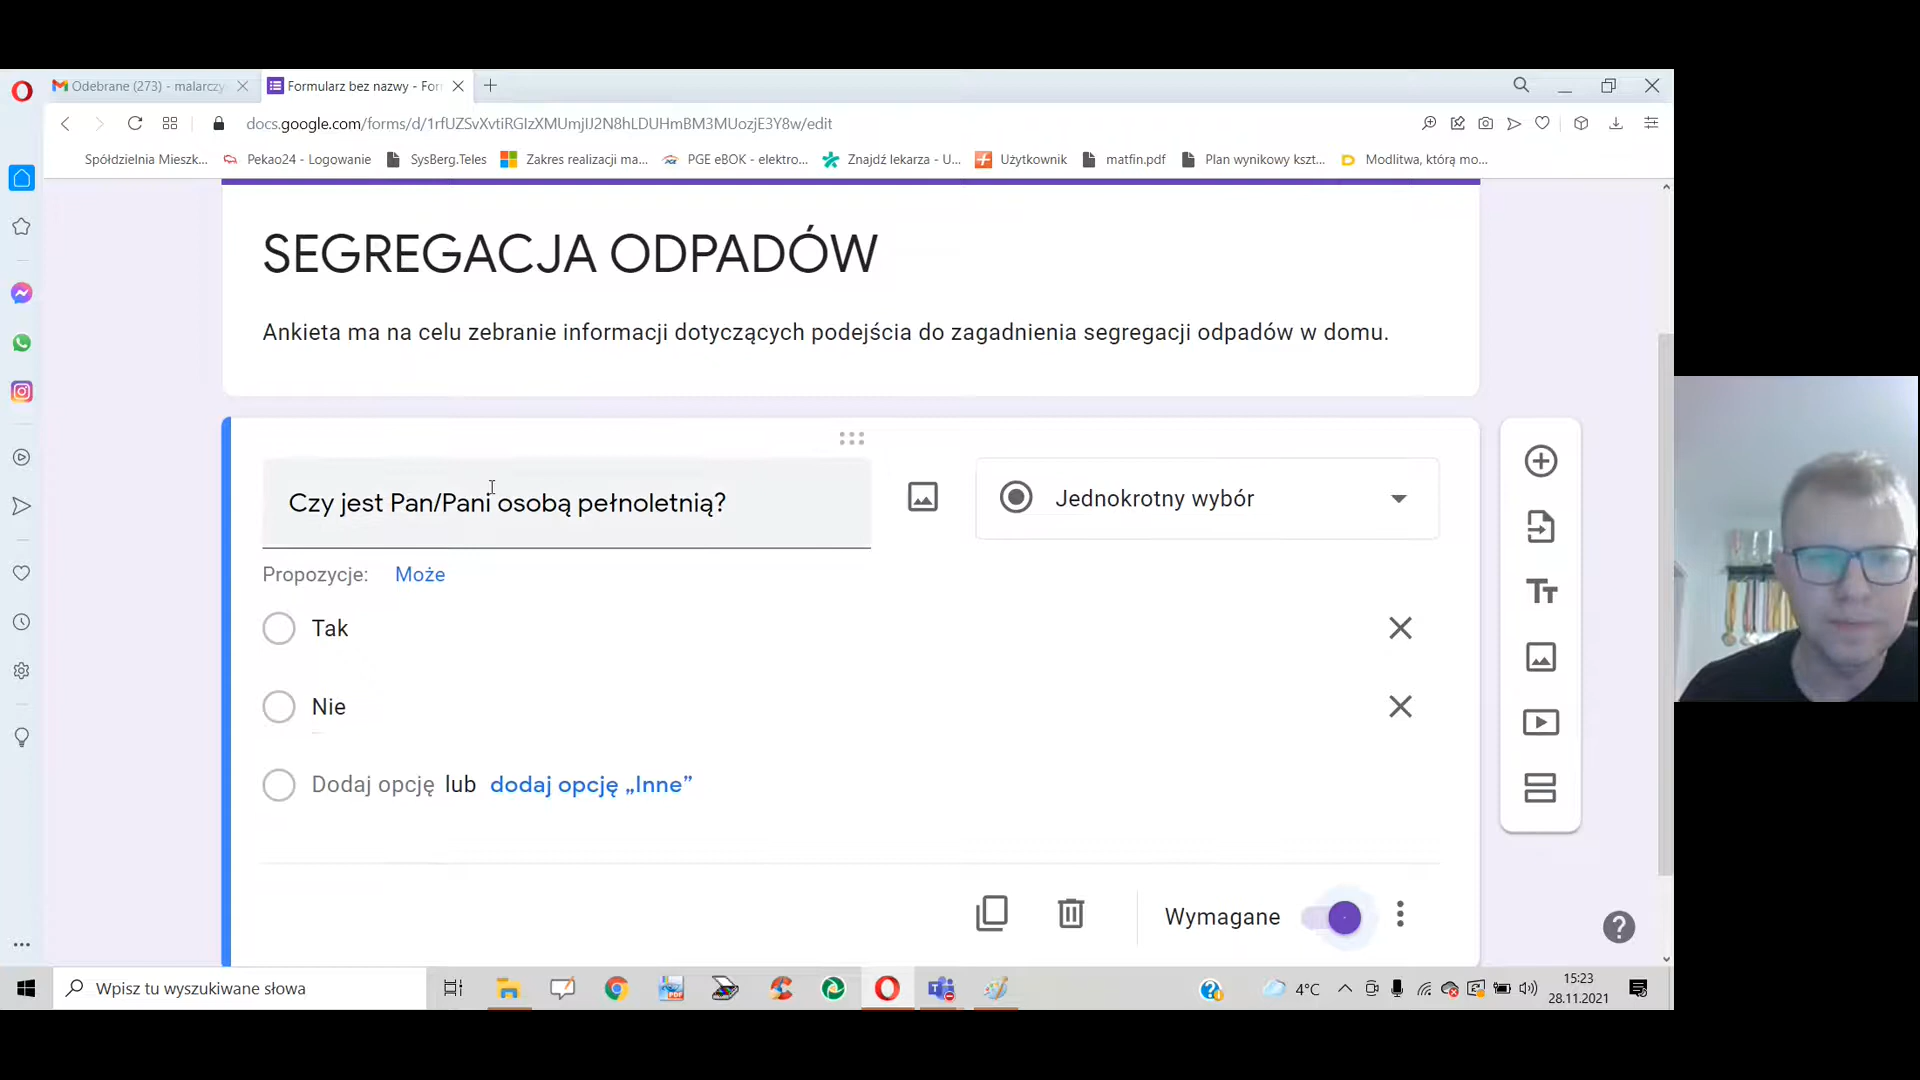 Odebrane (273) - malarczy
Formularz bez nazwy - For
docs.google.com/forms/d/1rfUZSvXvtiRGIzXMUmjIJ2N8hLDUHmBM3MUozjE3Y8w/edit
Spółdzielnia Mieszk...
Pekao24 - Logowanie
SysBerg.Teles
Zakres realizacji ma...
PGE eBOK - elektro...
Znajdź lekarza - U...
Użytkownik
matfin.pdf
Plan wynikowy kszt...
Modlitwa, którą mo...
SEGREGACJA ODPADÓW
Ankieta ma na celu zebranie informacji dotyczących podejścia do zagadnienia segregacji odpadów w domu.
Czy jest Pan/Pani osobą pełnoletnią?
Jednokrotny wybór
Propozycje: Może
Tak
Nie
Dodaj opcję lub dodaj opcję „Inne”
Wymagane
Wpisz tu wyszukiwane słowa
4°C
15:23
28.11.2021